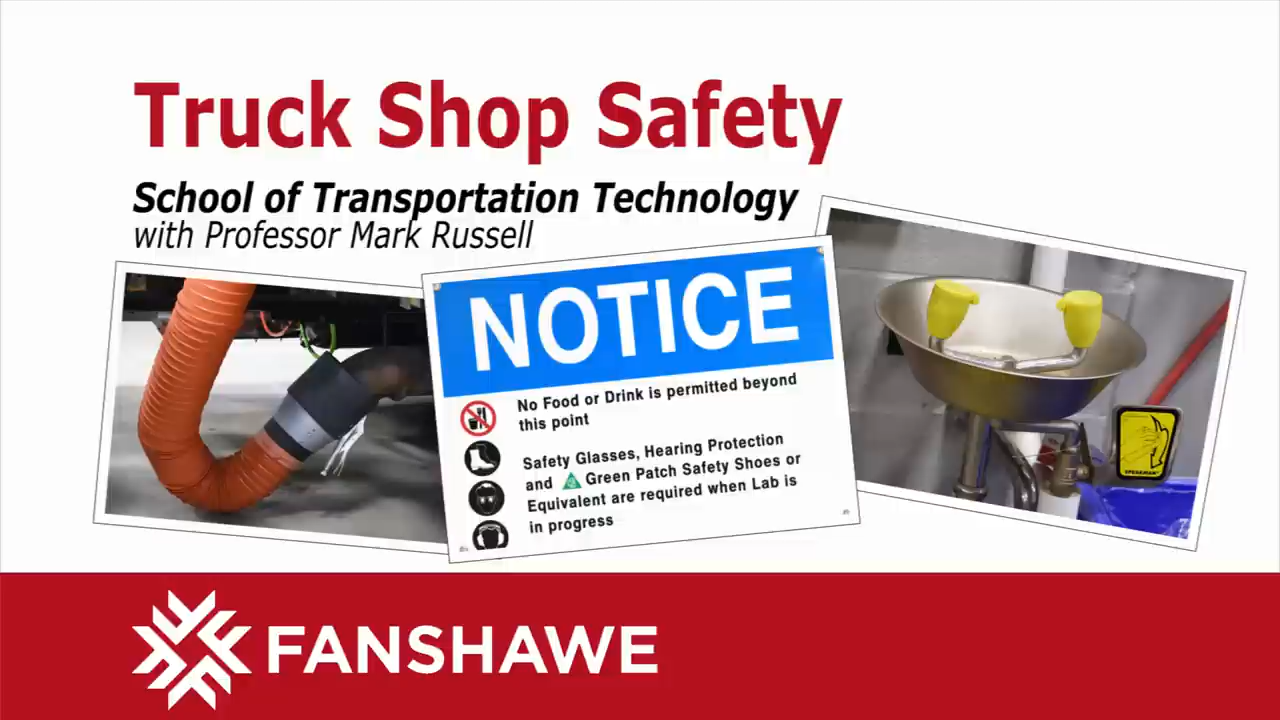 Truck Shop Safety
School of Transportation Technology
with Professor Mark Russell
NOTICE
No Food or Drink is permitted beyond
this point
Safety Glasses, Hearing Protection
and Green Patch Safety Shoes or
Equivalent are required when Lab is
in progress
SPEAKMAN
FANSHAWE